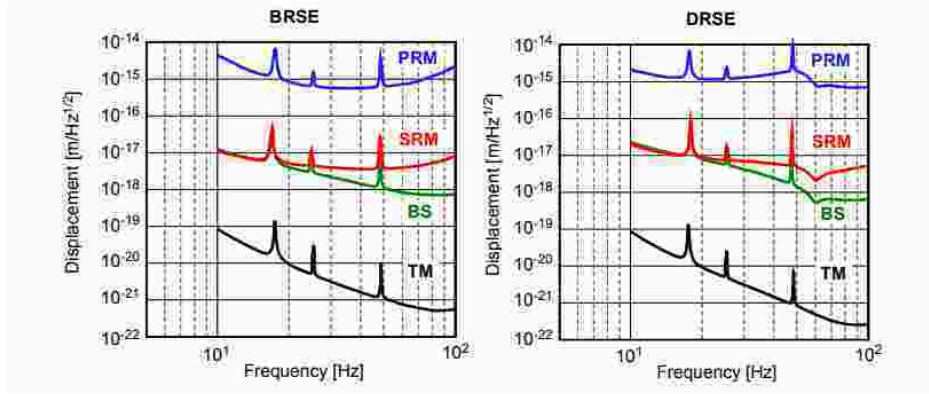 BRSE
DRSE
10-14
10-15
10-16
10-17
10-18
10-19
10-20
10-21
10-22
Displacement [m/Hz1/2]
PRM
SRM
BS
TM
101
102
Frequency [Hz]
10-14
10-15
10-16
10-17
10-18
10-19
10-20
10-21
10-22
Displacement [m/Hz1/2]
PRM
SRM
BS
TM
101
102
Frequency [Hz]